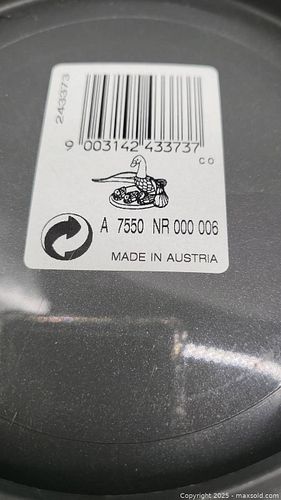 243373
9 003142 433737
CO
A 7550 NR 000 006
MADE IN AUSTRIA
Copyright © 2025 - maxsold.com